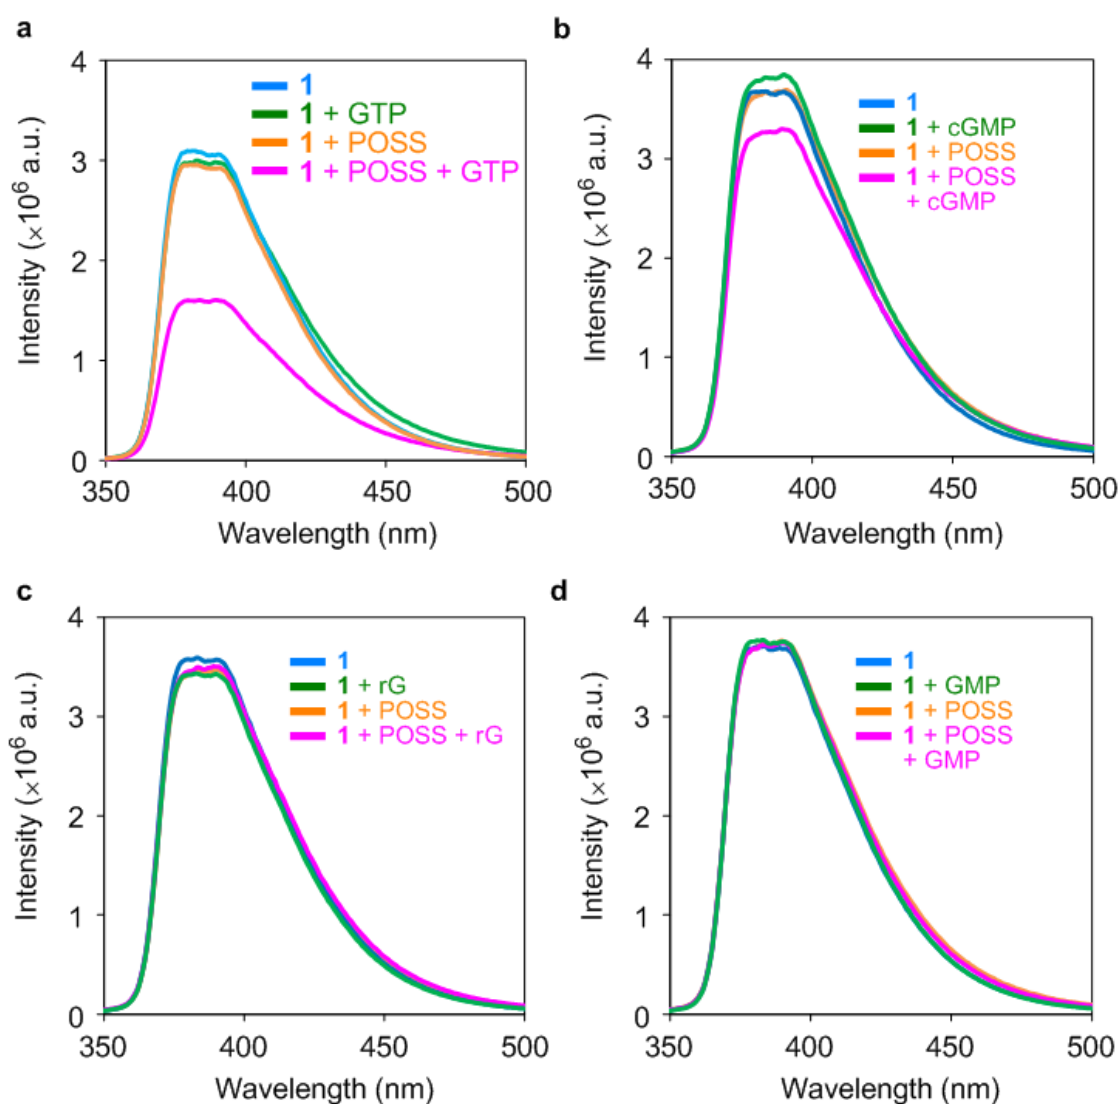 a
4
3
2
1
0
350
400
450
500
Intensity (×10⁶ a.u.)
Wavelength (nm)
1
1 + GTP
1 + POSS
1 + POSS + GTP
b
4
3
2
1
0
350
400
450
500
Intensity (×10⁶ a.u.)
Wavelength (nm)
1
1 + cGMP
1 + POSS
1 + POSS
+ cGMP
c
4
3
2
1
0
350
400
450
500
Intensity (×10⁶ a.u.)
Wavelength (nm)
1
1 + rG
1 + POSS
1 + POSS + rG
d
4
3
2
1
0
350
400
450
500
Intensity (×10⁶ a.u.)
Wavelength (nm)
1
1 + GMP
1 + POSS
1 + POSS
+ GMP